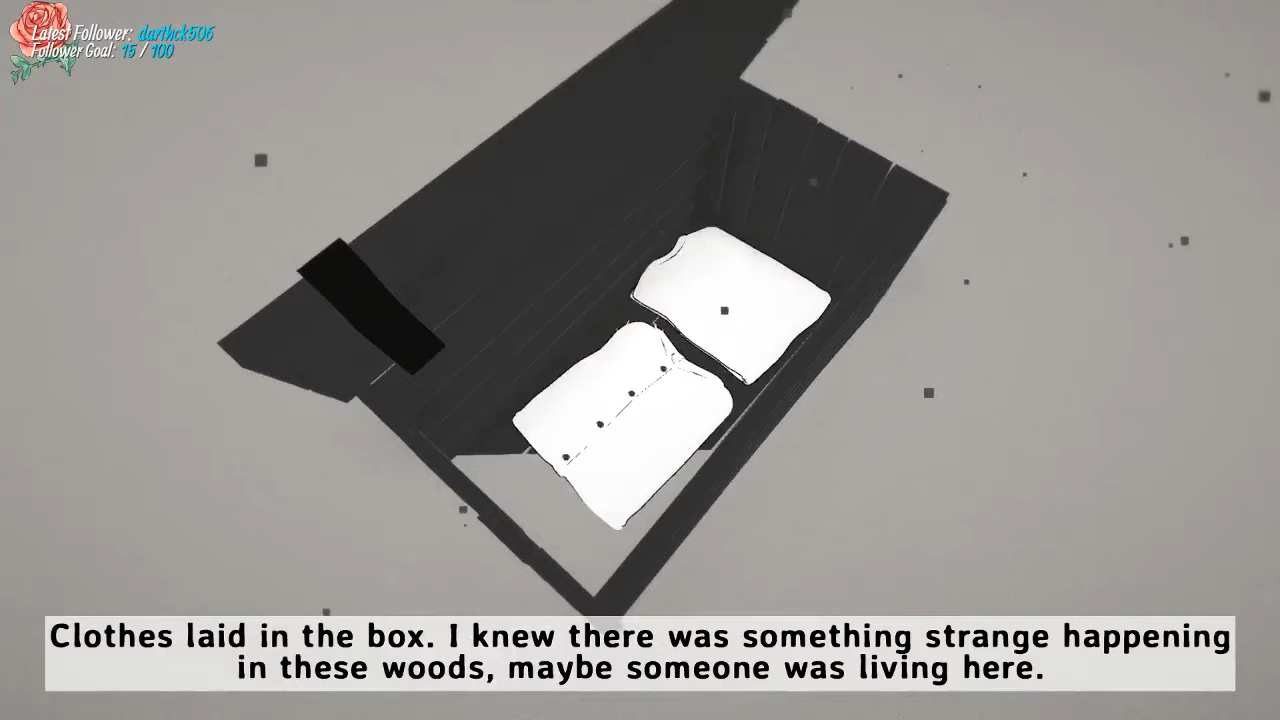 Latest Follower: darthck506
Follower Goal: 15 / 100
Clothes laid in the box. I knew there was something strange happening
in these woods, maybe someone was living here.